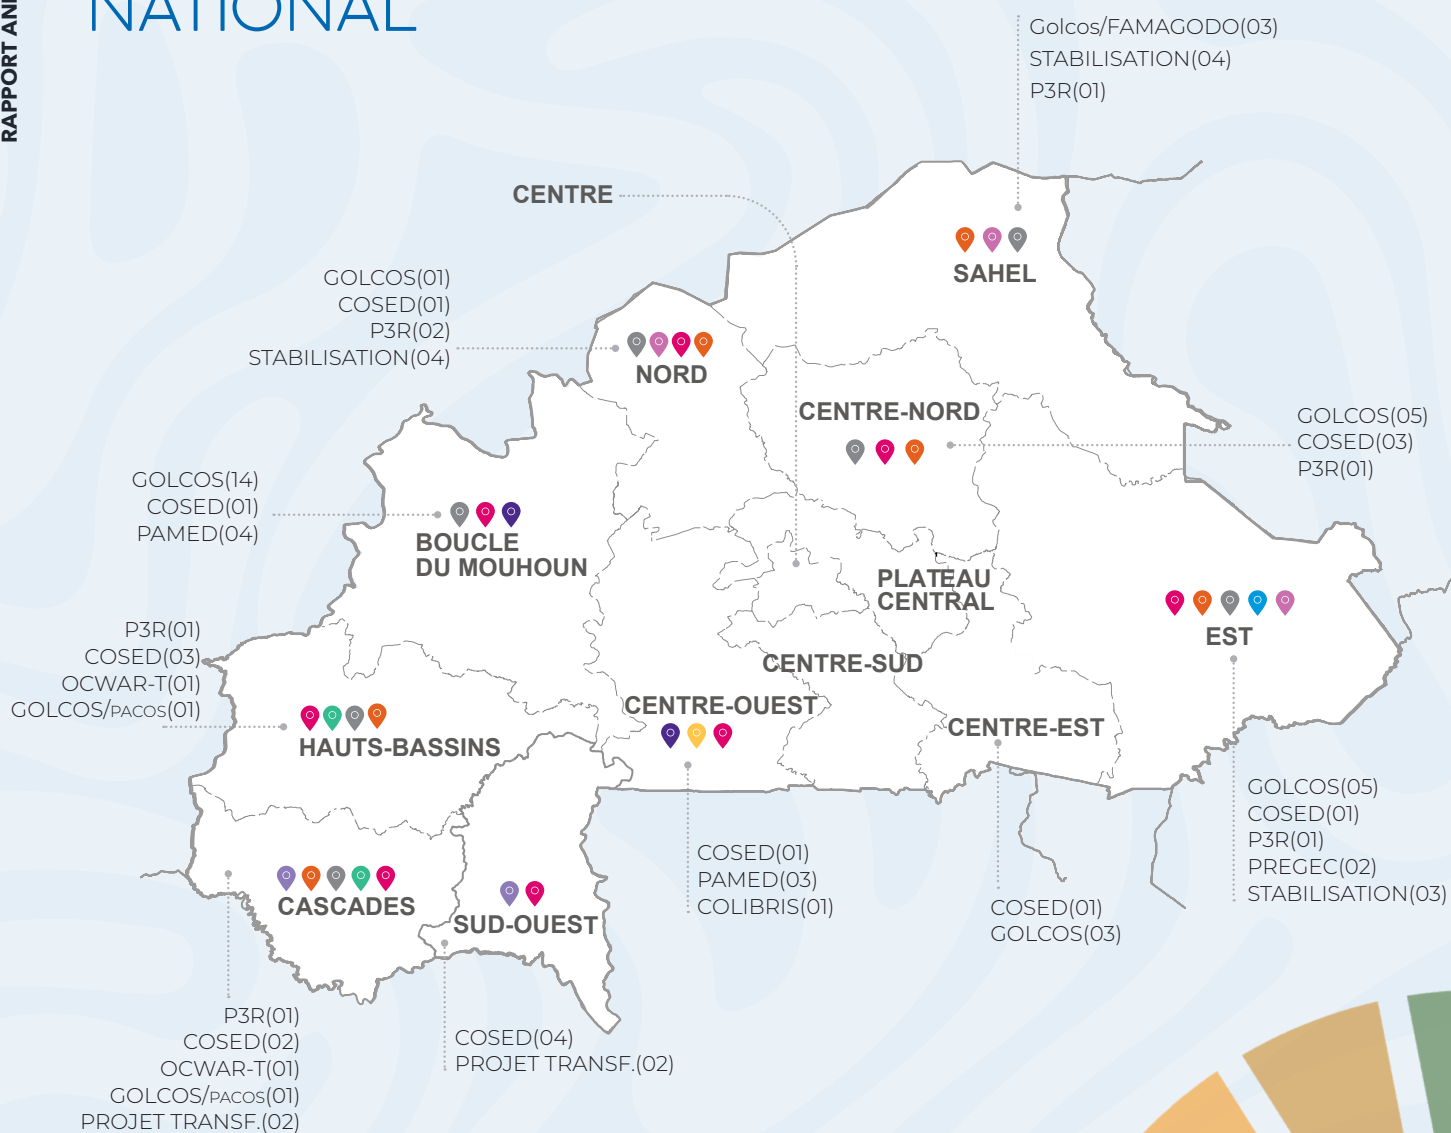 NATIONAL
Golcos/FAMAGODO(03)
STABILISATION(04)
P3R(01)
CENTRE
SAHEL
GOLCOS(01)
COSED(01)
P3R(02)
STABILISATION(04)
NORD
CENTRE-NORD
GOLCOS(05)
COSED(03)
P3R(01)
GOLCOS(14)
COSED(01)
PAMED(04)
BOUCLE
DU MOUHOUN
PLATEAU
CENTRAL
EST
P3R(01)
COSED(03)
OCWAR-T(01)
GOLCOS/PACOS(01)
HAUTS-BASSINS
CENTRE-SUD
CENTRE-OUEST
CENTRE-EST
GOLCOS(05)
COSED(01)
P3R(01)
PREGEC(02)
STABILISATION(03)
COSED(01)
PAMED(03)
COLIBRIS(01)
COSED(01)
GOLCOS(03)
CASCADES
SUD-OUEST
P3R(01)
COSED(02)
OCWAR-T(01)
GOLCOS/PACOS(01)
PROJET TRANSF.(02)
COSED(04)
PROJET TRANSF.(02)
RAPPORT